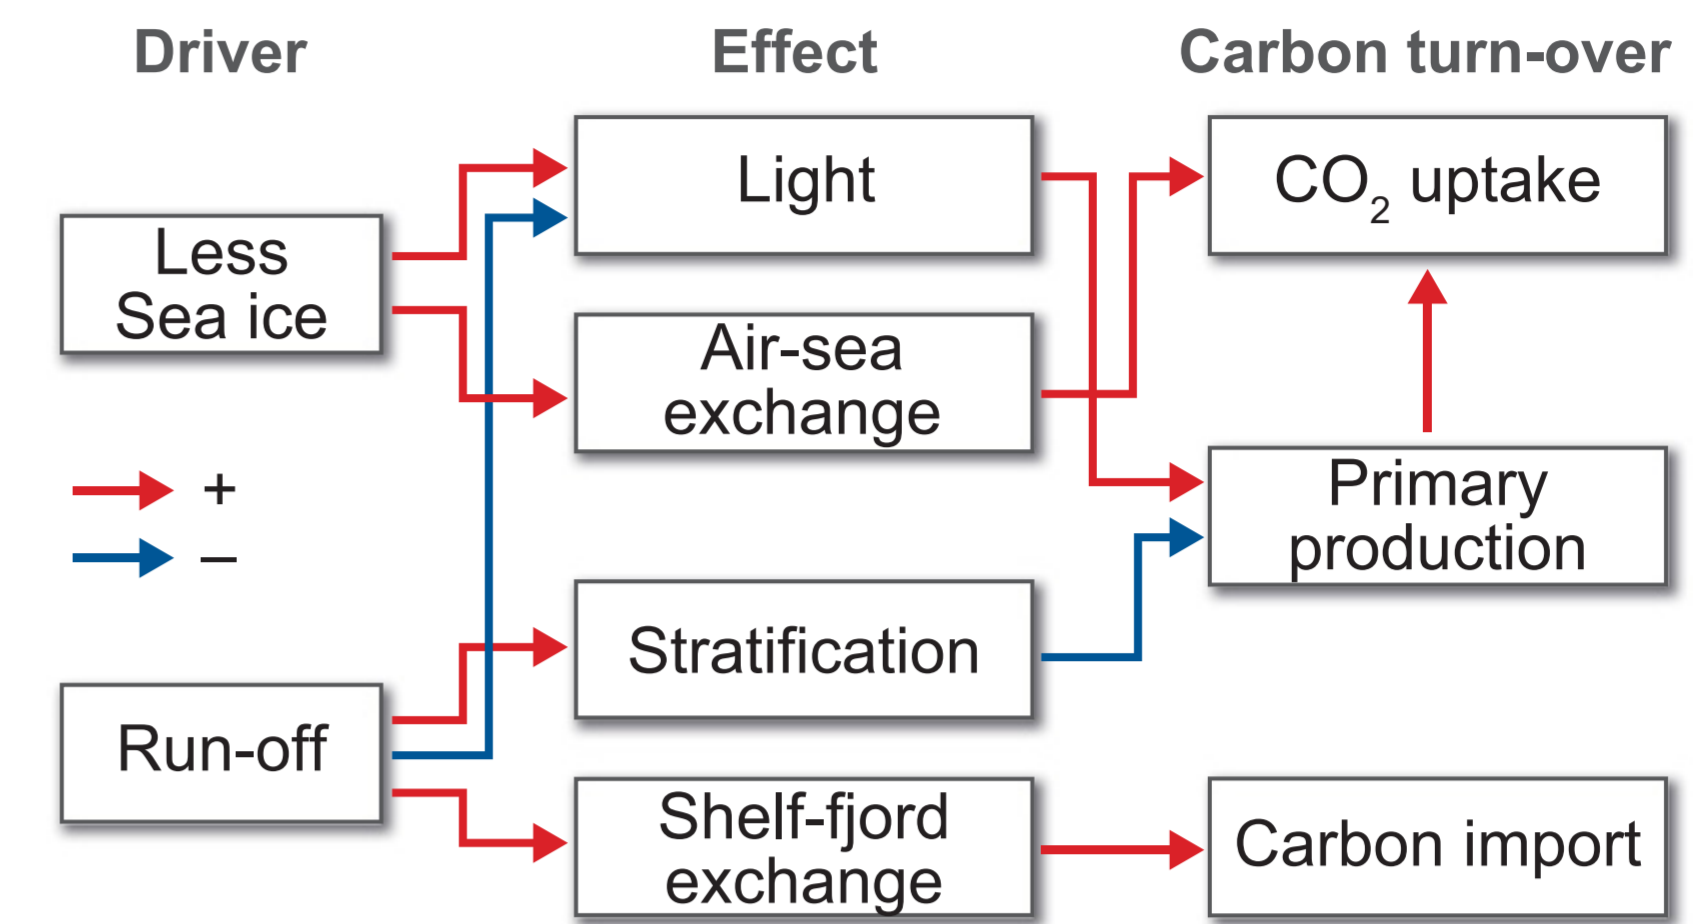 Driver
Effect
Carbon turn-over
Less
Sea ice
Light
CO₂ uptake
Air-sea
exchange
+
–
Primary
production
Stratification
Run-off
Shelf-fjord
exchange
Carbon import